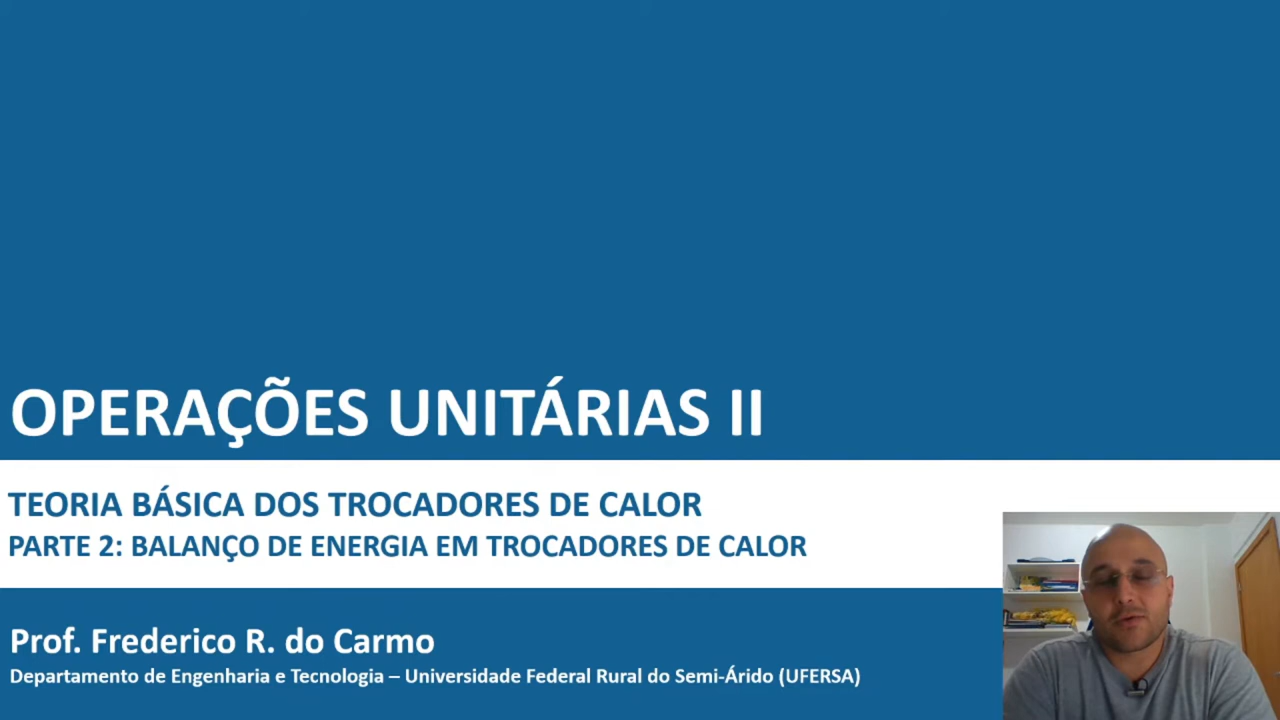 OPERAÇÕES UNITÁRIAS II
TEORIA BÁSICA DOS TROCADORES DE CALOR
PARTE 2: BALANÇO DE ENERGIA EM TROCADORES DE CALOR
Prof. Frederico R. do Carmo
Departamento de Engenharia e Tecnologia – Universidade Federal Rural do Semi-Árido (UFERSA)